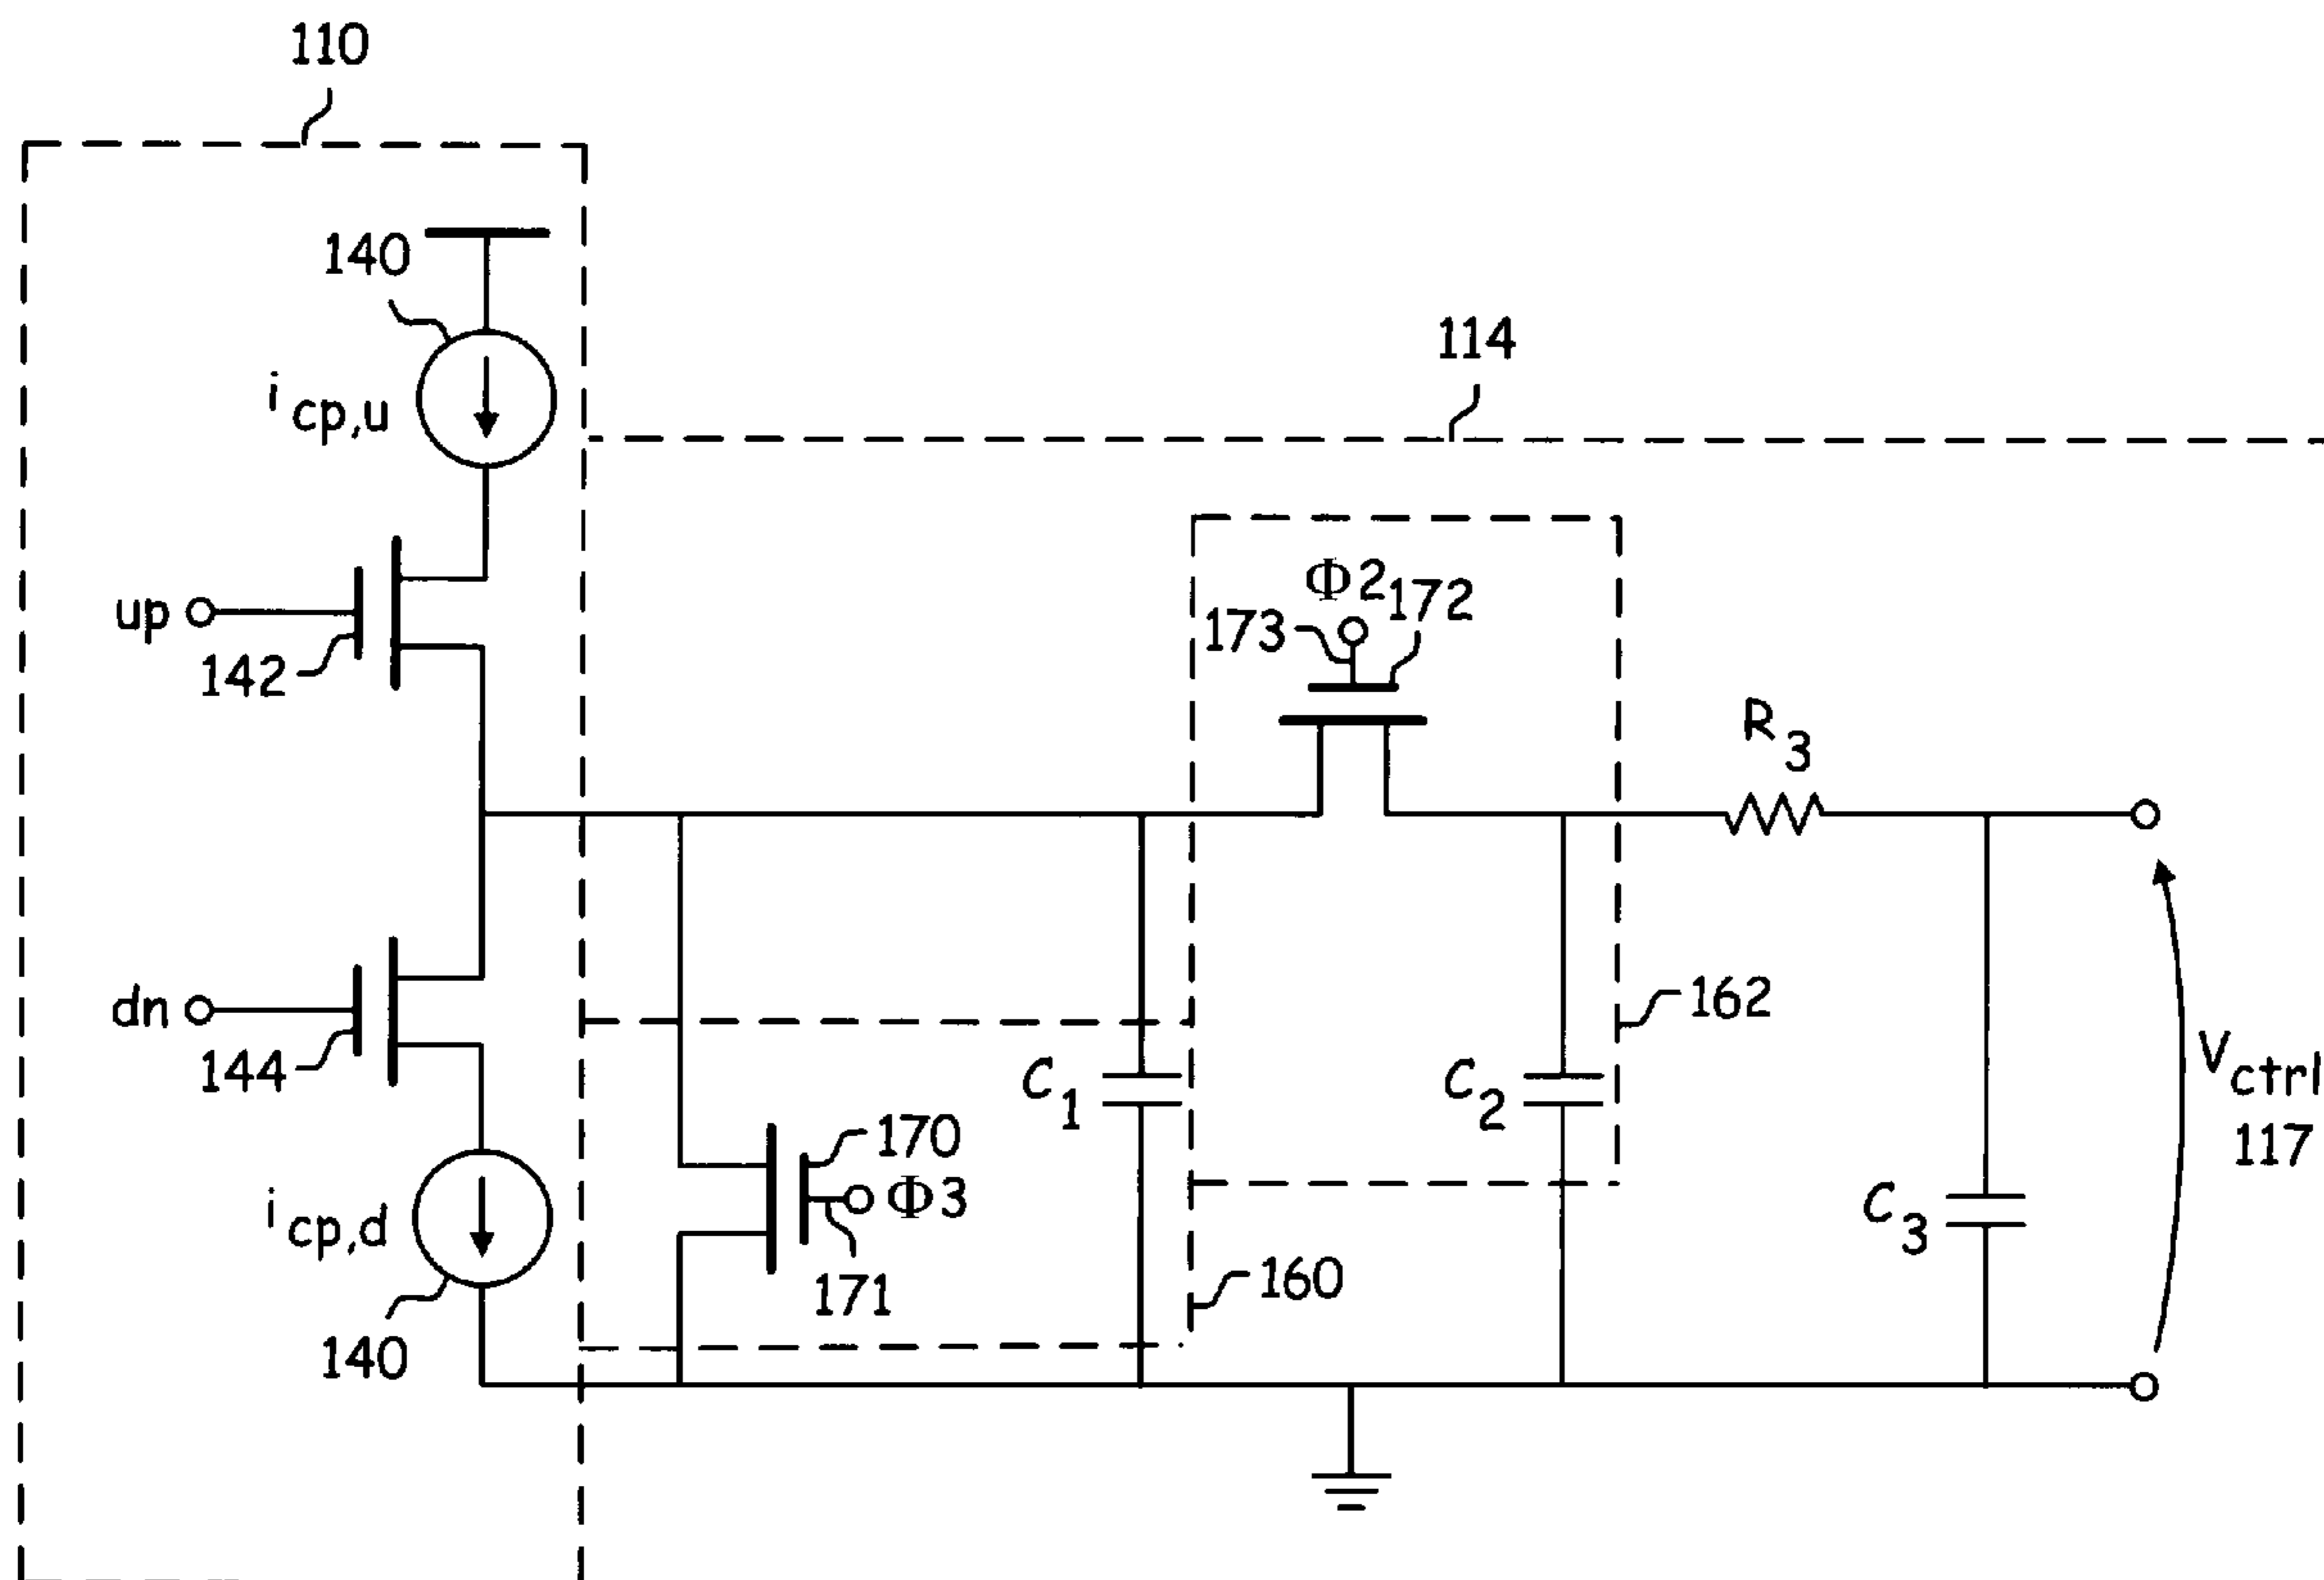 110
140
i cp,u
114
up
142
Φ2
172
173
R 3
dn
144
162
C 1
C 2
V ctrl
117
170
Φ3
171
i cp,d
C 3
160
140